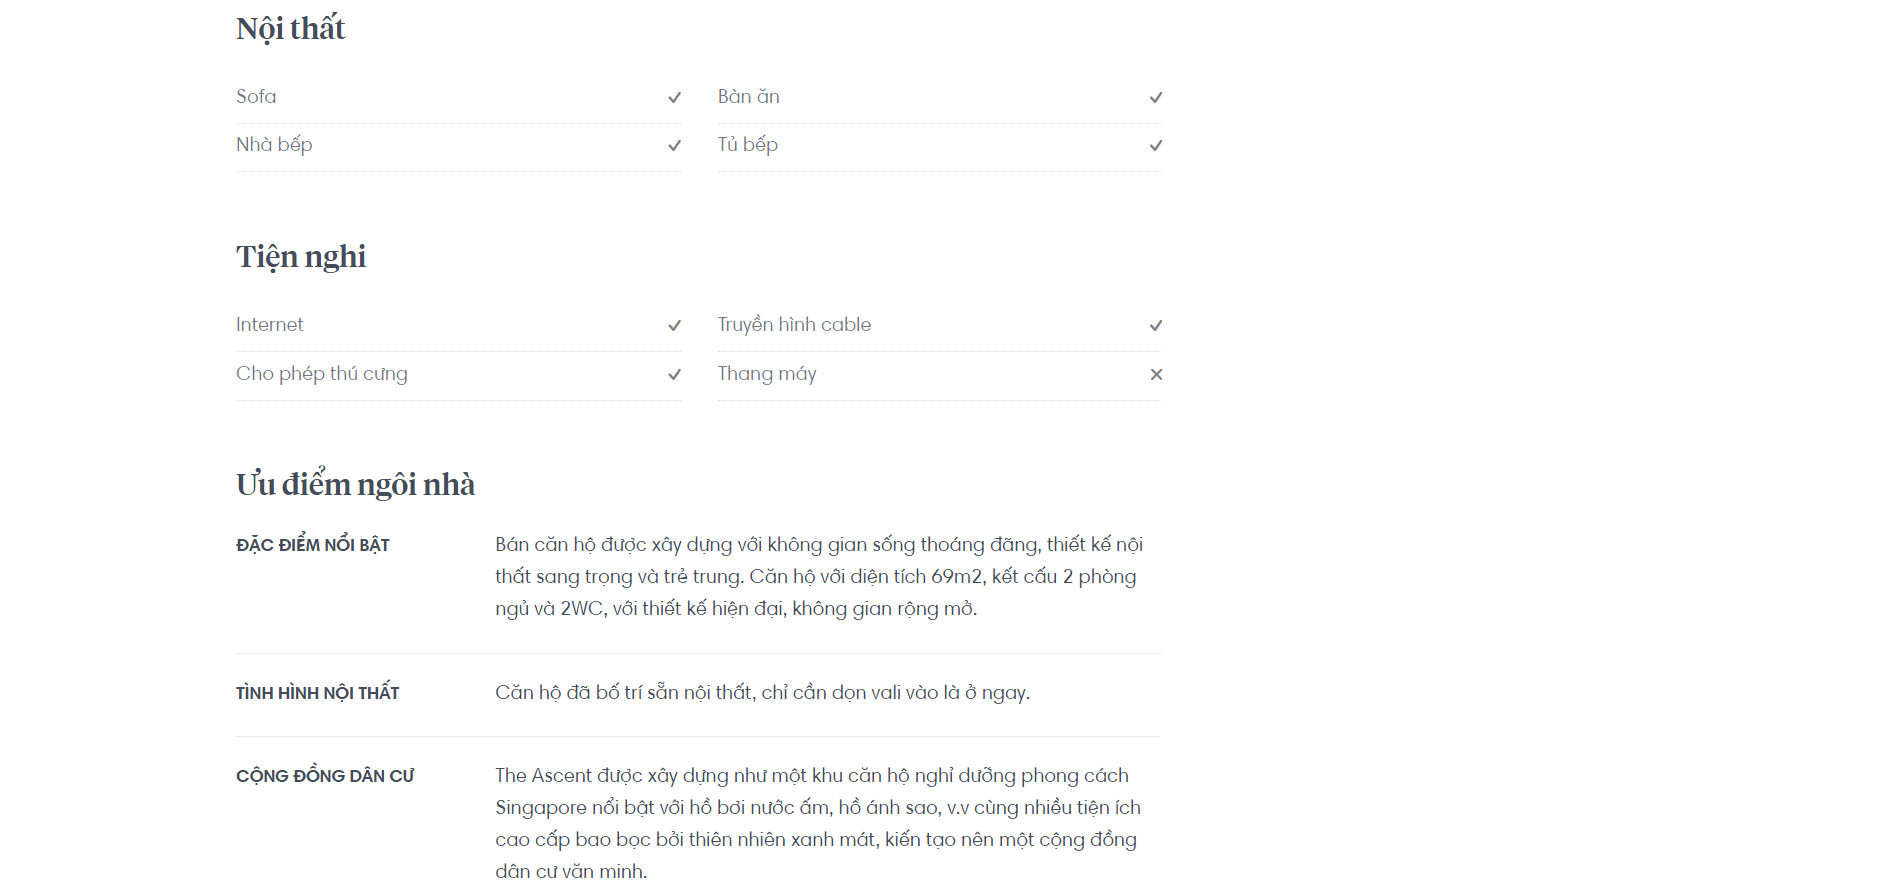 Nội thất
Sofa
Bàn ăn
Nhà bếp
Tủ bếp
Tiện nghi
Internet
Truyền hình cable
Cho phép thú cưng
Thang máy
Ưu điểm ngôi nhà
ĐẶC ĐIỂM NỔI BẬT
Bán căn hộ được xây dựng với không gian sống thoáng đãng, thiết kế nội
thất sang trọng và trẻ trung. Căn hộ với diện tích 69m2, kết cấu 2 phòng
ngủ và 2WC, với thiết kế hiện đại, không gian rộng mở.
TÌNH HÌNH NỘI THẤT
Căn hộ đã bố trí sẵn nội thất, chỉ cần dọn vali vào là ở ngay.
CỘNG ĐỒNG DÂN CƯ
The Ascent được xây dựng như một khu căn hộ nghỉ dưỡng phong cách
Singapore nổi bật với hồ bơi nước ấm, hồ ánh sao, v.v cùng nhiều tiện ích
cao cấp bao bọc bởi thiên nhiên xanh mát, kiến tạo nên một cộng đồng
dân cư văn minh.